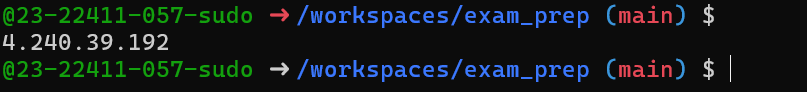 @23-22411-057-sudo ➜ /workspaces/exam_prep (main) $
4.240.39.192
@23-22411-057-sudo ➜ /workspaces/exam_prep (main) $